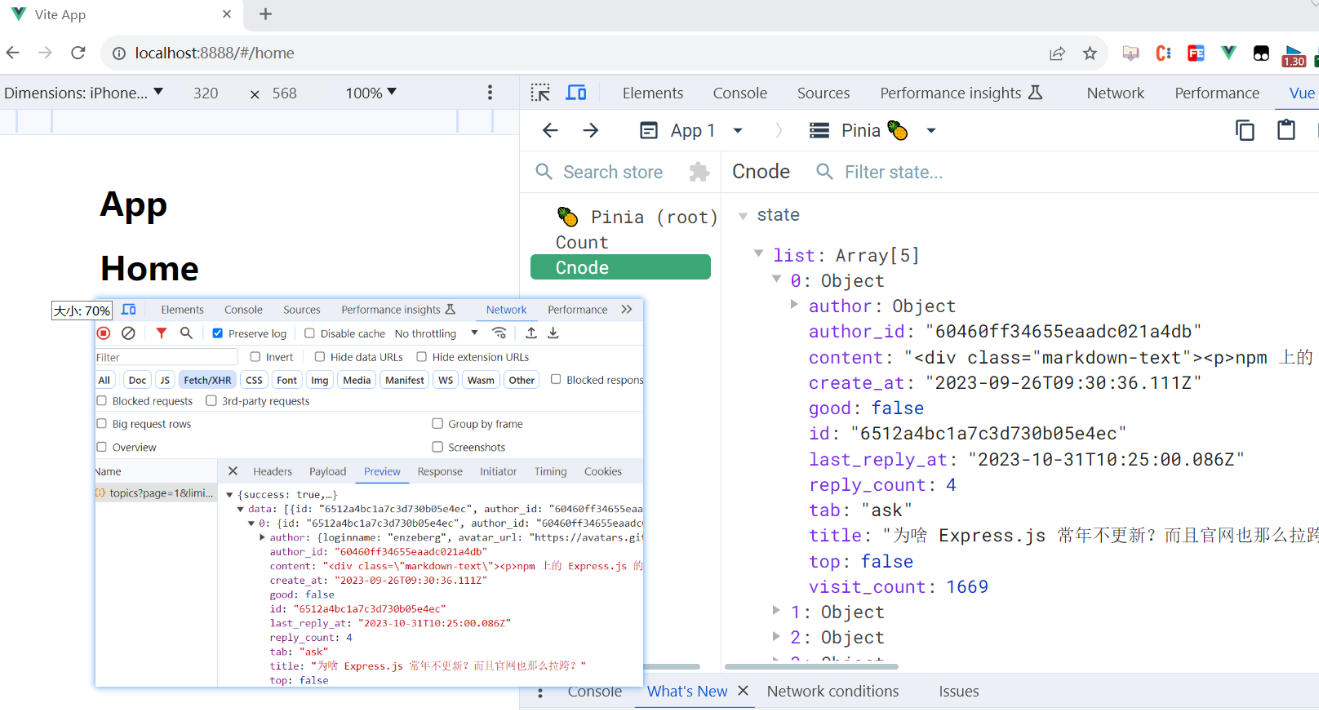 Vite App
localhost:8888/#/home
1.30
Dimensions: iPhone... 320 × 568 100%
Elements Console Sources Performance insights Network Performance Vue
App 1 Pinia
Search store Cnode Filter state...
Pinia (root)
Count
Cnode
state
list: Array[5]
0: Object
author: Object
author_id: "60460ff34655eaadc021a4db"
content: "<div class="markdown-text"><p>npm 上的
create_at: "2023-09-26T09:30:36.111Z"
good: false
id: "6512a4bc1a7c3d730b05e4ec"
last_reply_at: "2023-10-31T10:25:00.086Z"
reply_count: 4
tab: "ask"
title: "为啥 Express.js 常年不更新？而且官网也那么拉跨
top: false
visit_count: 1669
1: Object
2: Object
App
Home
大小: 70%
Elements Console Sources Performance insights Network Performance
Preserve log Disable cache No throttling
Filter Invert Hide data URLs Hide extension URLs
All Doc JS Fetch/XHR CSS Font Img Media Manifest WS Wasm Other Blocked respons
Blocked requests 3rd-party requests
Big request rows Group by frame
Overview Screenshots
Name Headers Payload Preview Response Initiator Timing Cookies
topics?page=1&limi...
{success: true,…}
data: [{id: "6512a4bc1a7c3d730b05e4ec", author_id: "60460ff34655eaa
0: {id: "6512a4bc1a7c3d730b05e4ec", author_id: "60460ff34655eaadc
author: {loginname: "enzeberg", avatar_url: "https://avatars.git
author_id: "60460ff34655eaadc021a4db"
content: "<div class=\"markdown-text\"><p>npm 上的 Express.js 的
create_at: "2023-09-26T09:30:36.111Z"
good: false
id: "6512a4bc1a7c3d730b05e4ec"
last_reply_at: "2023-10-31T10:25:00.086Z"
reply_count: 4
tab: "ask"
title: "为啥 Express.js 常年不更新？而且官网也那么拉跨？"
top: false
Console What's New Network conditions Issues